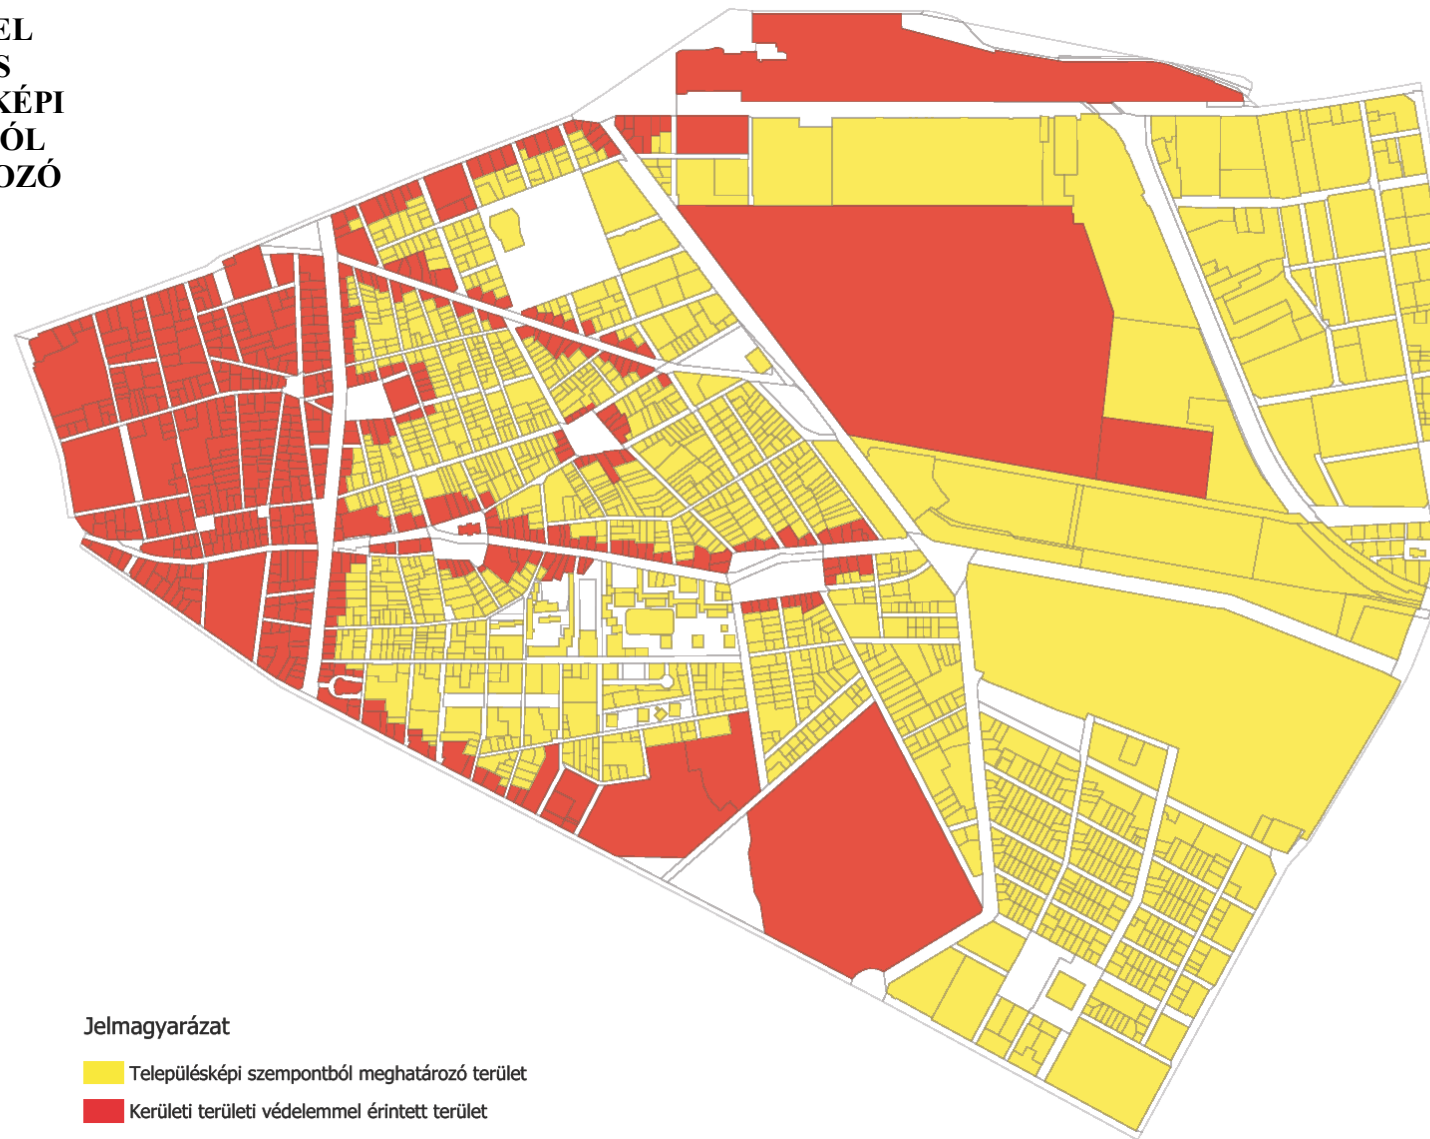 EL
S
KÉPI
ÓL
OZÓ
Jelmagyarázat
Településképi szempontból meghatározó terület
Kerületi területi védelemmel érintett terület